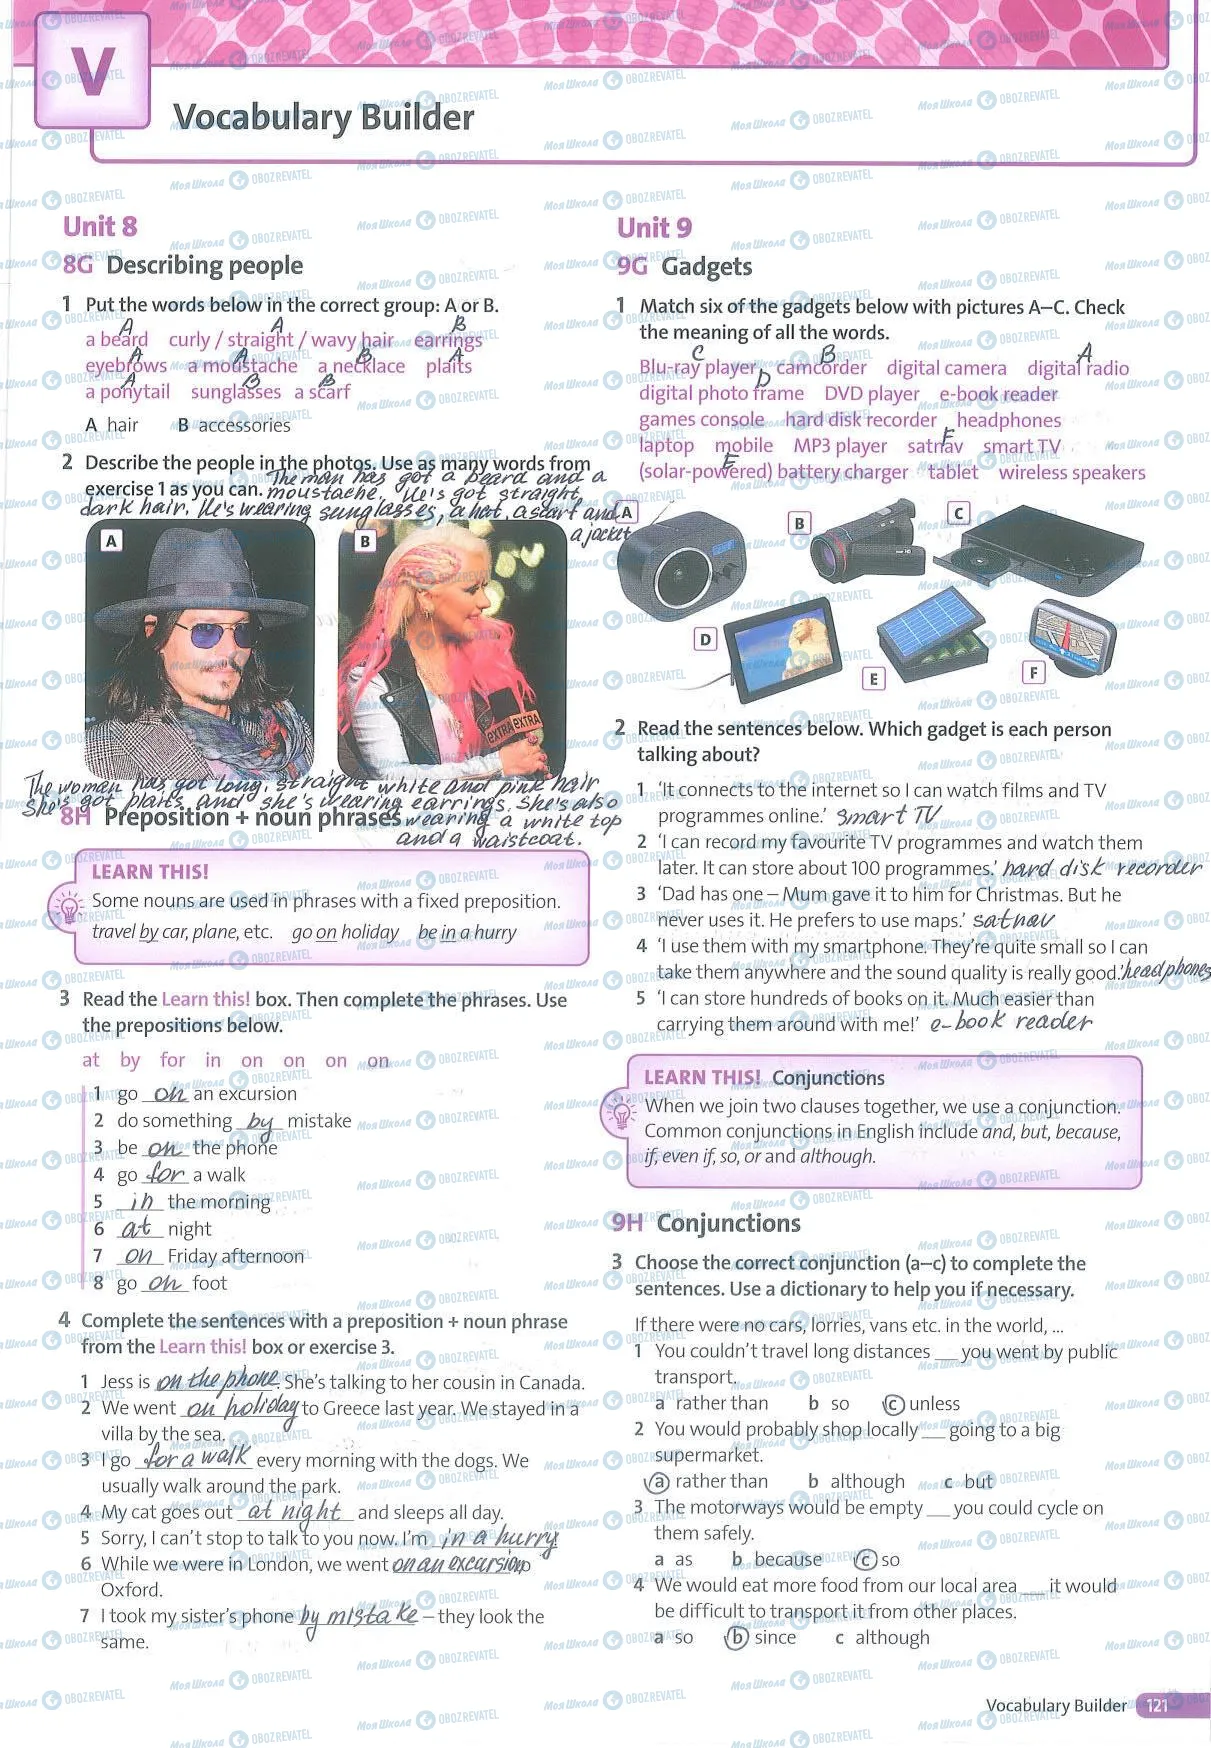 V
Vocabulary Builder
Unit 8
8G Describing people
1 Put the words below in the correct group: A or B.
A A B
a beard curly / straight / wavy hair earrings
A A B A
eyebrows a moustache a necklace plaits
A B B
a ponytail sunglasses a scarf
A hair B accessories
2 Describe the people in the photos. Use as many words from
exercise 1 as you can. The man has got a beard and a
moustache. He's got straight,
dark hair. He's wearing sunglasses, a hat, a scarf and
a jacket
A
B
EXTRA EXTRA
The woman has got long, straight white and pink hair
She's got plaits and she's wearing earrings. She's also
wearing a white top
and a waistcoat.
8H Preposition + noun phrases
LEARN THIS!
Some nouns are used in phrases with a fixed preposition.
travel by car, plane, etc. go on holiday be in a hurry
3 Read the Learn this! box. Then complete the phrases. Use
the prepositions below.
at by for in on on on on
1 go on an excursion
2 do something by mistake
3 be on the phone
4 go for a walk
5 in the morning
6 at night
7 on Friday afternoon
8 go on foot
4 Complete the sentences with a preposition + noun phrase
from the Learn this! box or exercise 3.
1 Jess is on the phone. She's talking to her cousin in Canada.
2 We went on holiday to Greece last year. We stayed in a
villa by the sea.
3 I go for a walk every morning with the dogs. We
usually walk around the park.
4 My cat goes out at night and sleeps all day.
5 Sorry, I can't stop to talk to you now. I'm in a hurry!
6 While we were in London, we went on an excursion to
Oxford.
7 I took my sister's phone by mistake – they look the
same.
Unit 9
9G Gadgets
1 Match six of the gadgets below with pictures A–C. Check
the meaning of all the words.
C B A
Blu-ray player camcorder digital camera digital radio
D
digital photo frame DVD player e-book reader
games console hard disk recorder headphones
F
laptop mobile MP3 player satnav smart TV
E
(solar-powered) battery charger tablet wireless speakers
A
B
C
D
E
F
2 Read the sentences below. Which gadget is each person
talking about?
1 'It connects to the internet so I can watch films and TV
programmes online.' smart TV
2 'I can record my favourite TV programmes and watch them
later. It can store about 100 programmes.' hard disk recorder
3 'Dad has one – Mum gave it to him for Christmas. But he
never uses it. He prefers to use maps.' satnav
4 'I use them with my smartphone. They're quite small so I can
take them anywhere and the sound quality is really good.' headphones
5 'I can store hundreds of books on it. Much easier than
carrying them around with me!' e-book reader
LEARN THIS! Conjunctions
When we join two clauses together, we use a conjunction.
Common conjunctions in English include and, but, because,
if, even if, so, or and although.
9H Conjunctions
3 Choose the correct conjunction (a–c) to complete the
sentences. Use a dictionary to help you if necessary.
If there were no cars, lorries, vans etc. in the world, ...
1 You couldn't travel long distances ___ you went by public
transport.
a rather than b so c unless
2 You would probably shop locally ___ going to a big
supermarket.
a rather than b although c but
3 The motorways would be empty ___ you could cycle on
them safely.
a as b because c so
4 We would eat more food from our local area ___ it would
be difficult to transport it from other places.
a so b since c although
Vocabulary Builder 121
Моя Школа OBOZREVATEL